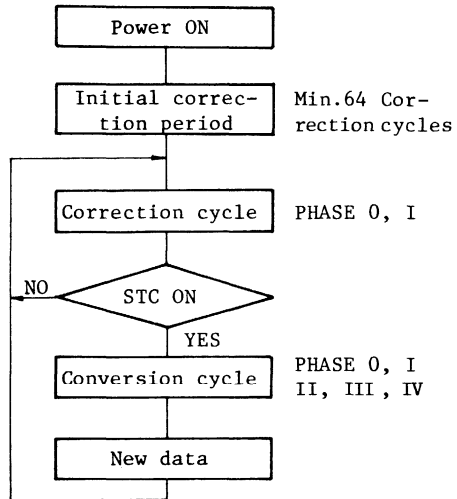 Power ON
Initial correc-
tion period
Min.64 Cor-
rection cycles
Correction cycle
PHASE 0, I
NO
STC ON
YES
Conversion cycle
PHASE 0, I
II, III, IV
New data